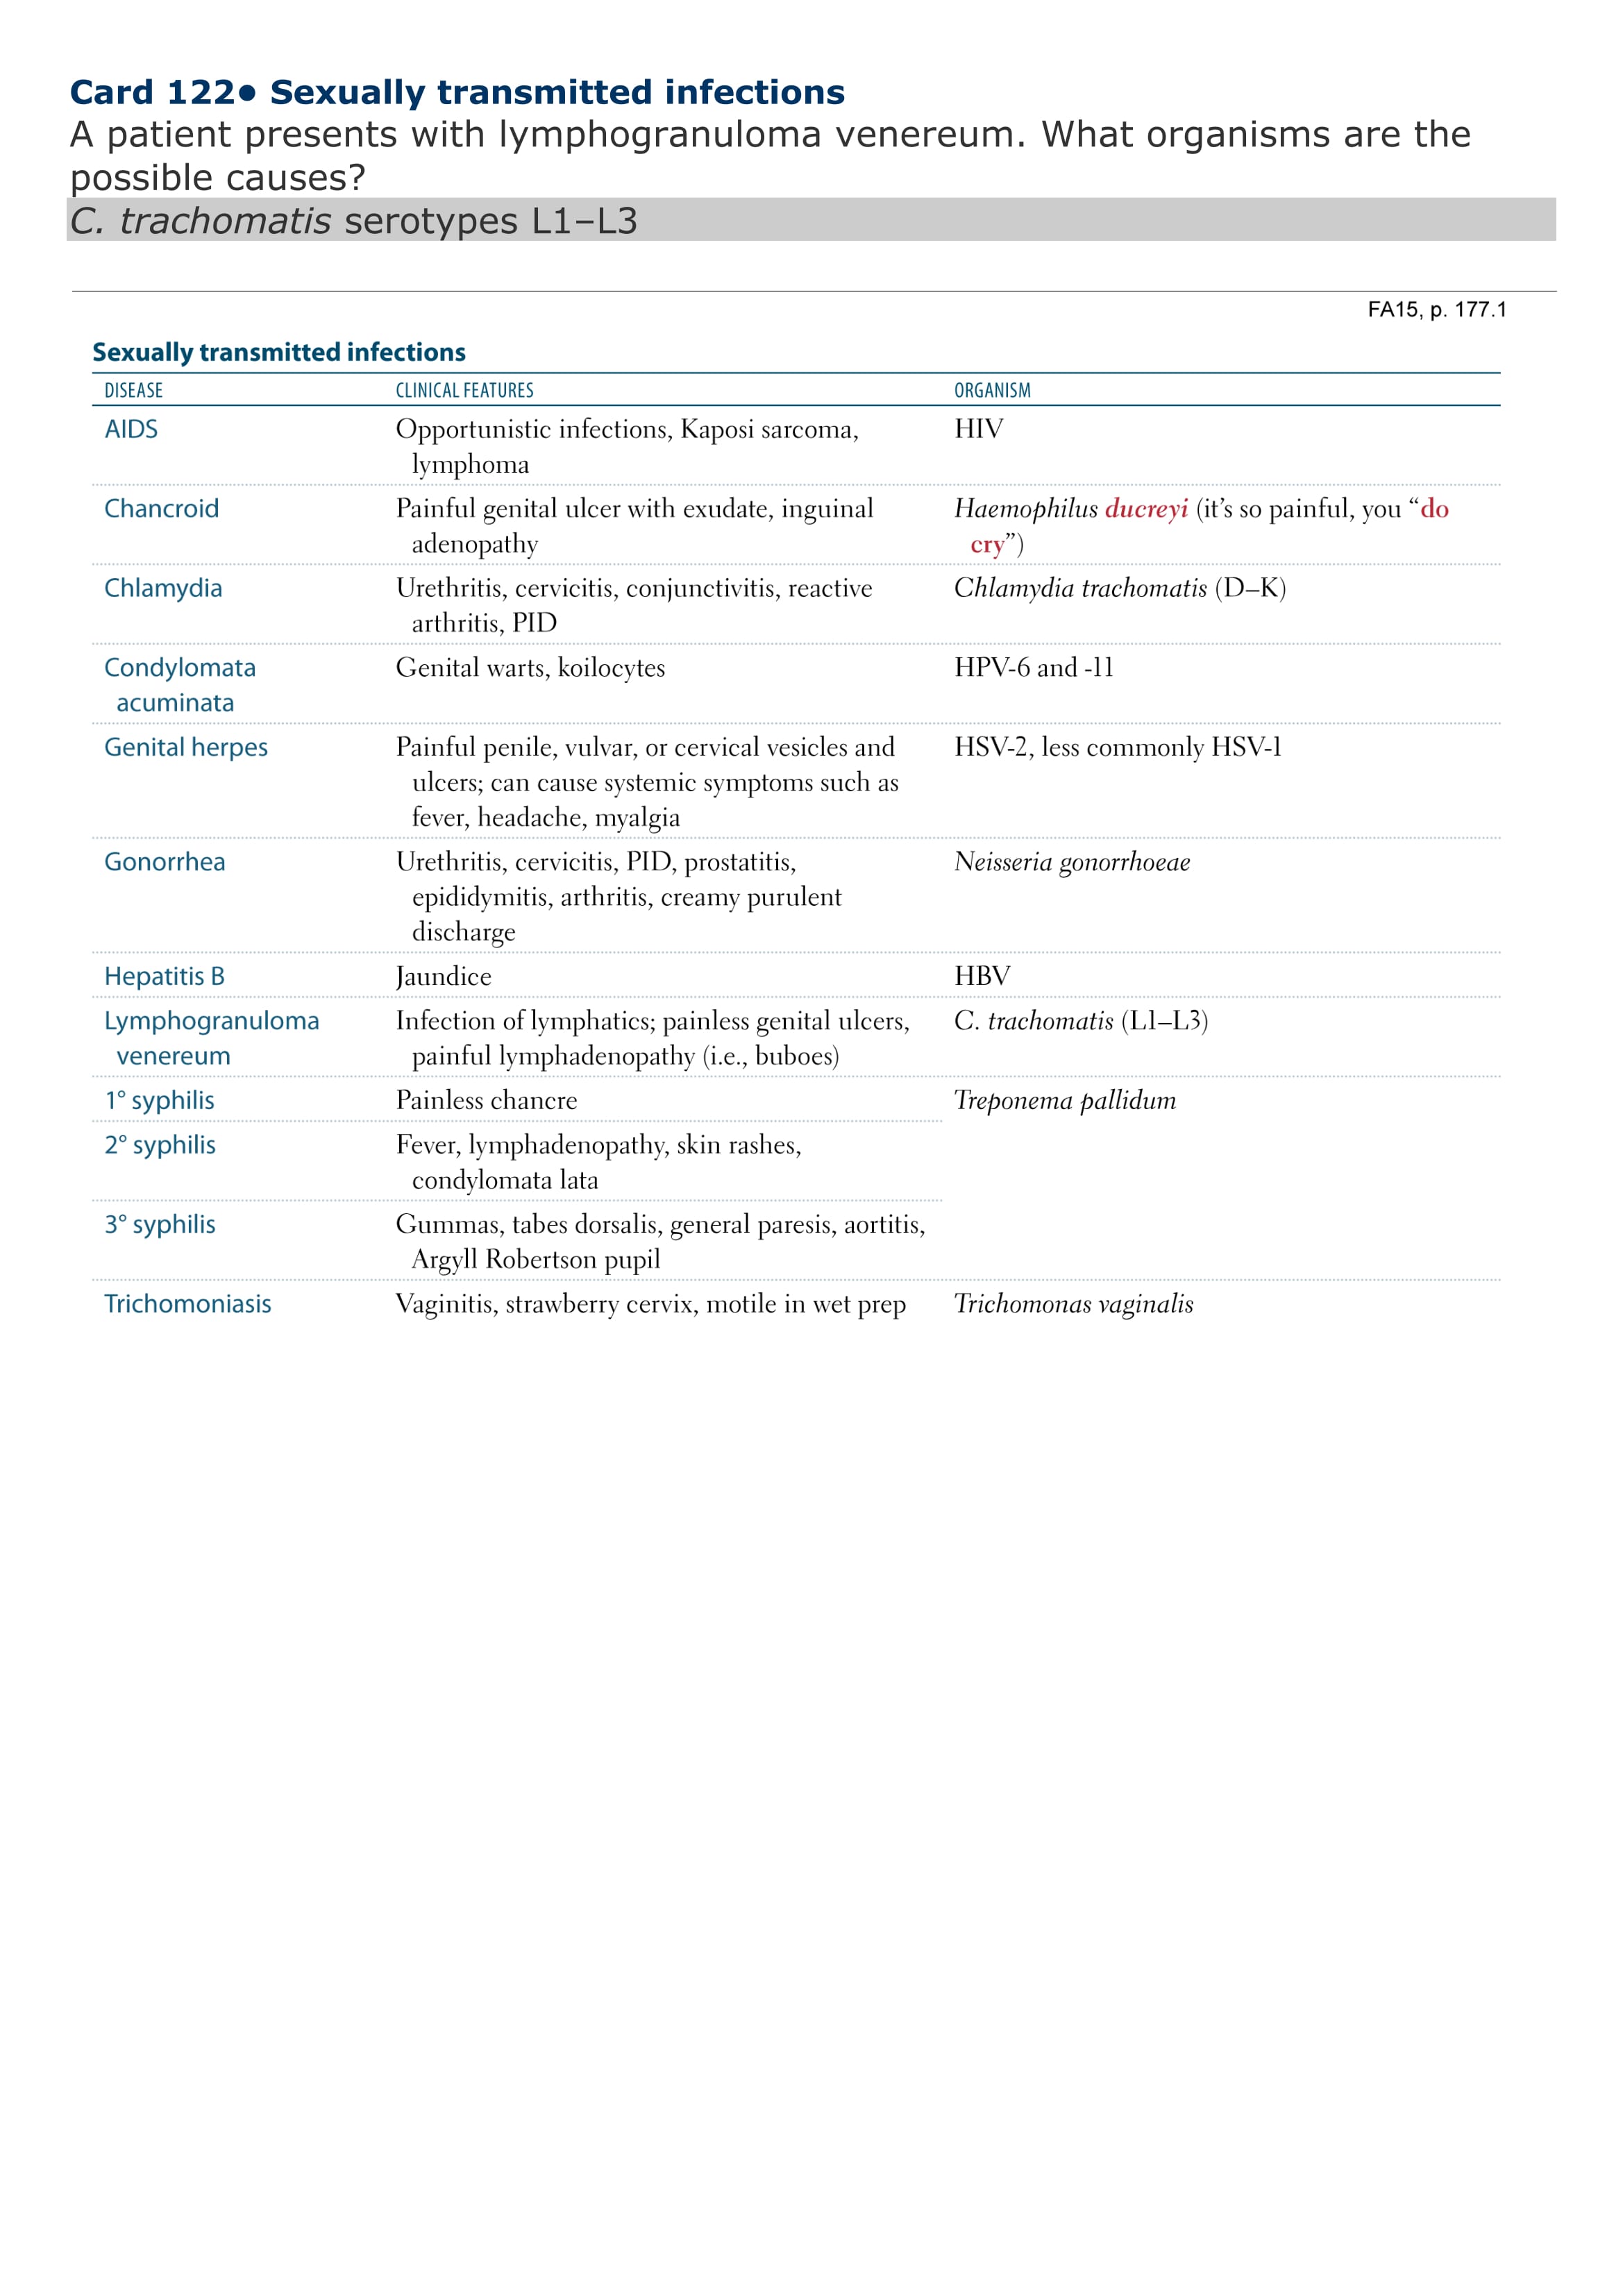 Card 122● Sexually transmitted infections
A patient presents with lymphogranuloma venereum. What organisms are the
possible causes?
C. trachomatis serotypes L1–L3
FA15, p. 177.1
Sexually transmitted infections
DISEASE CLINICAL FEATURES ORGANISM
AIDS Opportunistic infections, Kaposi sarcoma, HIV
lymphoma
Chancroid Painful genital ulcer with exudate, inguinal Haemophilus ducreyi (it’s so painful, you “do
adenopathy cry”)
Chlamydia Urethritis, cervicitis, conjunctivitis, reactive Chlamydia trachomatis (D–K)
arthritis, PID
Condylomata Genital warts, koilocytes HPV-6 and -11
acuminata
Genital herpes Painful penile, vulvar, or cervical vesicles and HSV-2, less commonly HSV-1
ulcers; can cause systemic symptoms such as
fever, headache, myalgia
Gonorrhea Urethritis, cervicitis, PID, prostatitis, Neisseria gonorrhoeae
epididymitis, arthritis, creamy purulent
discharge
Hepatitis B Jaundice HBV
Lymphogranuloma Infection of lymphatics; painless genital ulcers, C. trachomatis (L1–L3)
venereum painful lymphadenopathy (i.e., buboes)
1° syphilis Painless chancre Treponema pallidum
2° syphilis Fever, lymphadenopathy, skin rashes,
condylomata lata
3° syphilis Gummas, tabes dorsalis, general paresis, aortitis,
Argyll Robertson pupil
Trichomoniasis Vaginitis, strawberry cervix, motile in wet prep Trichomonas vaginalis